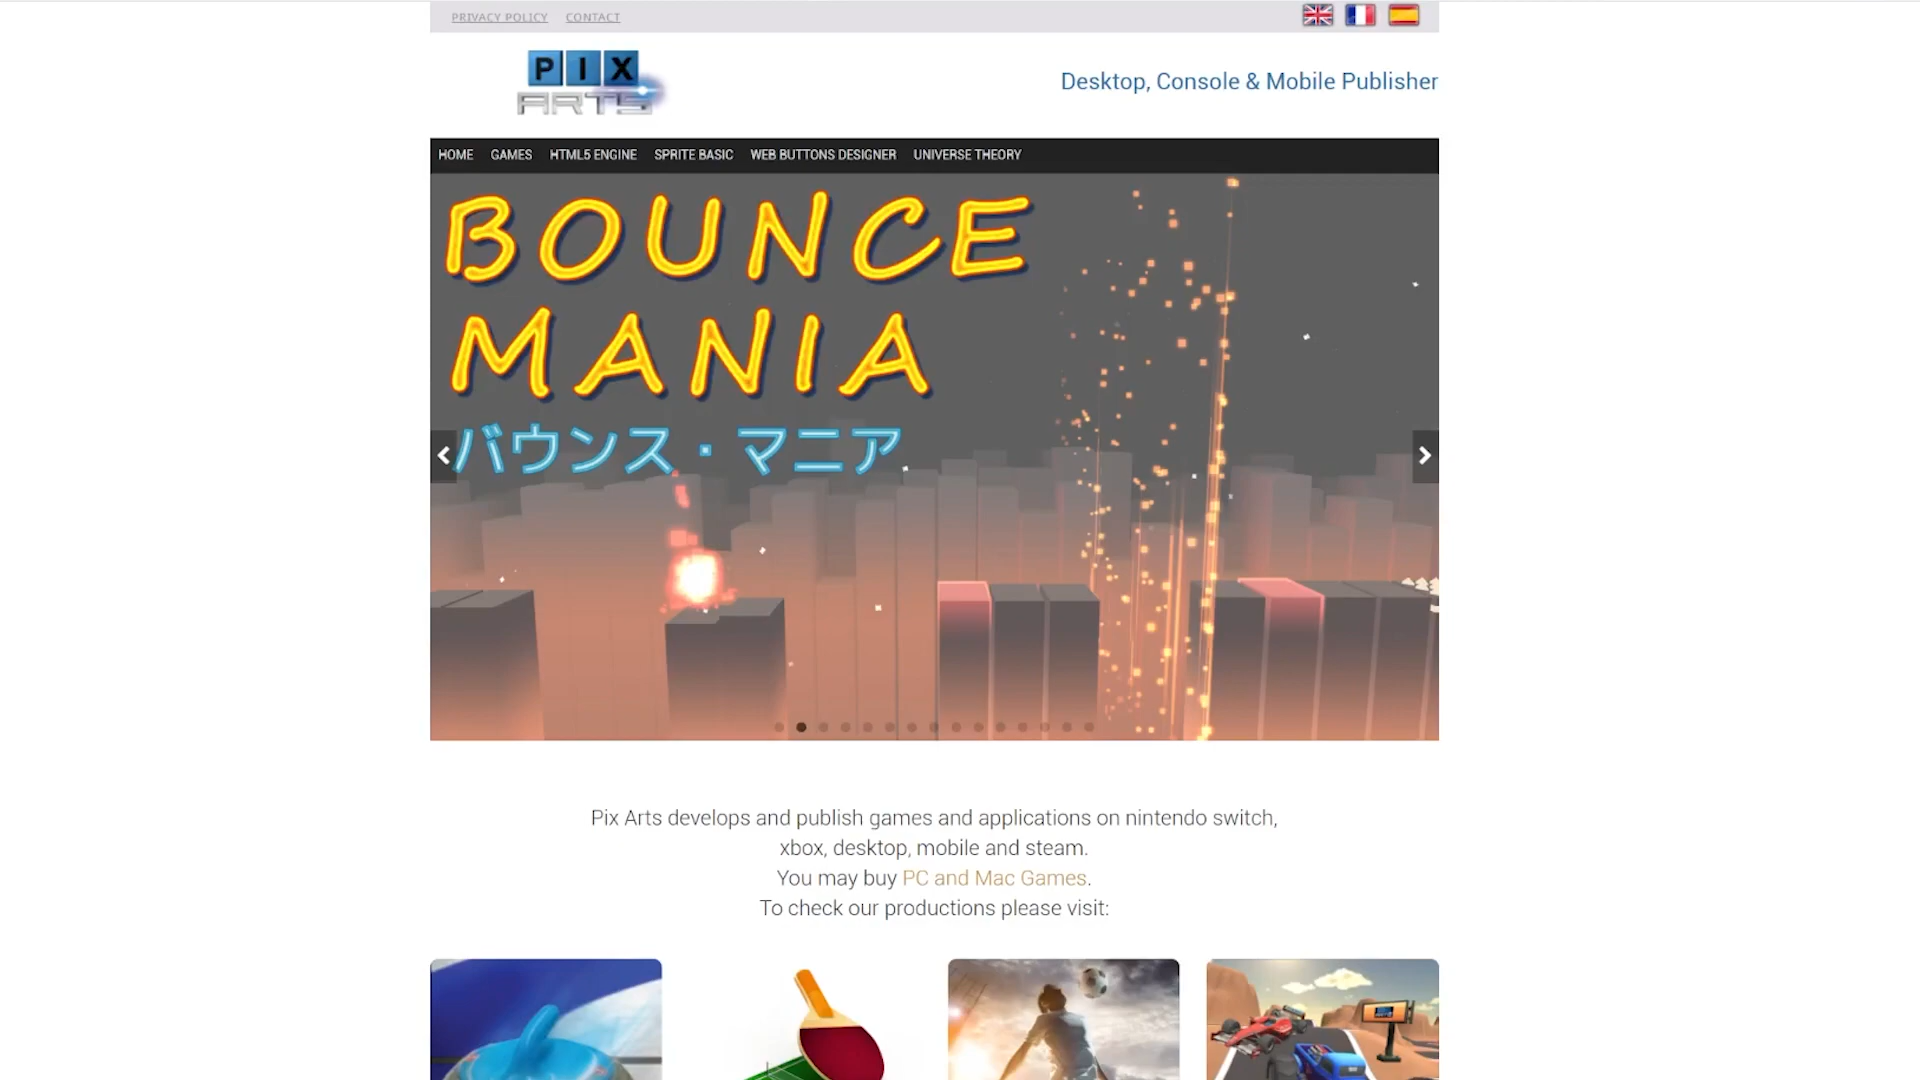 PRIVACY POLICY CONTACT
PIX
ARTS
Desktop, Console & Mobile Publisher
HOME GAMES HTML5 ENGINE SPRITE BASIC WEB BUTTONS DESIGNER UNIVERSE THEORY
BOUNCE
MANIA
バウンス・マニア
Pix Arts develops and publish games and applications on nintendo switch,
xbox, desktop, mobile and steam.
You may buy PC and Mac Games.
To check our productions please visit: